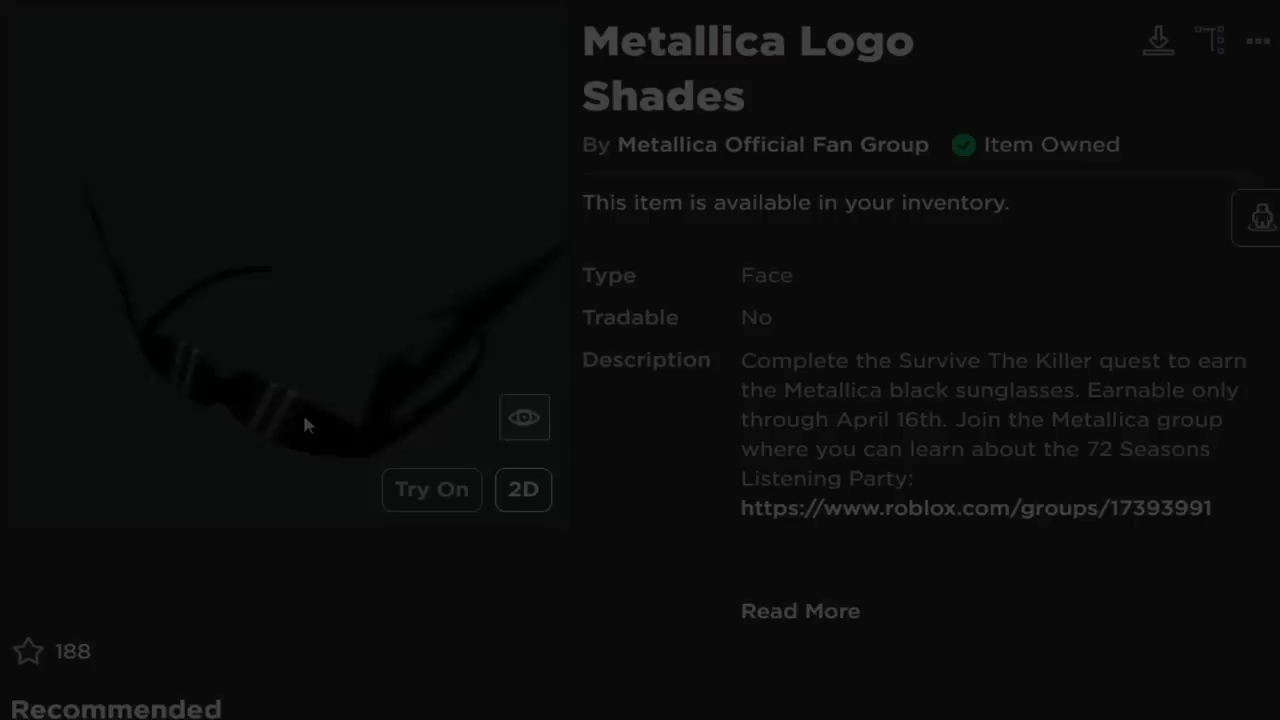 Metallica Logo
Shades
By Metallica Official Fan Group Item Owned
This item is available in your inventory.
Type Face
Tradable No
Description Complete the Survive The Killer quest to earn
the Metallica black sunglasses. Earnable only
through April 16th. Join the Metallica group
where you can learn about the 72 Seasons
Listening Party:
https://www.roblox.com/groups/17393991
Try On 2D
Read More
188
Recommended